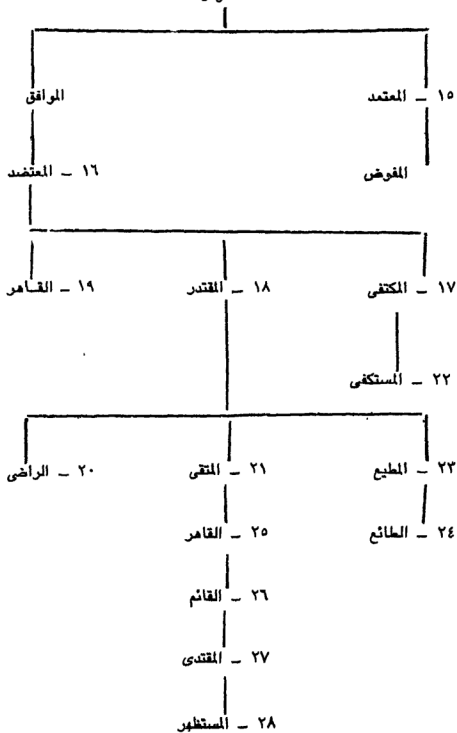 ١٥ ـ المعتمد الموافق
المفوض ١٦ ـ المعتضد
١٧ ـ المكتفى ١٨ ـ المقتدر ١٩ ـ القـاهر
٢٢ ـ المستكفى
٢٣ ـ المطيع ٢١ ـ المتقى ٢٠ ـ الراضى
٢٤ ـ الطائع ٢٥ ـ القاهر
٢٦ ـ القائم
٢٧ ـ المقتدى
٢٨ ـ المستظهر